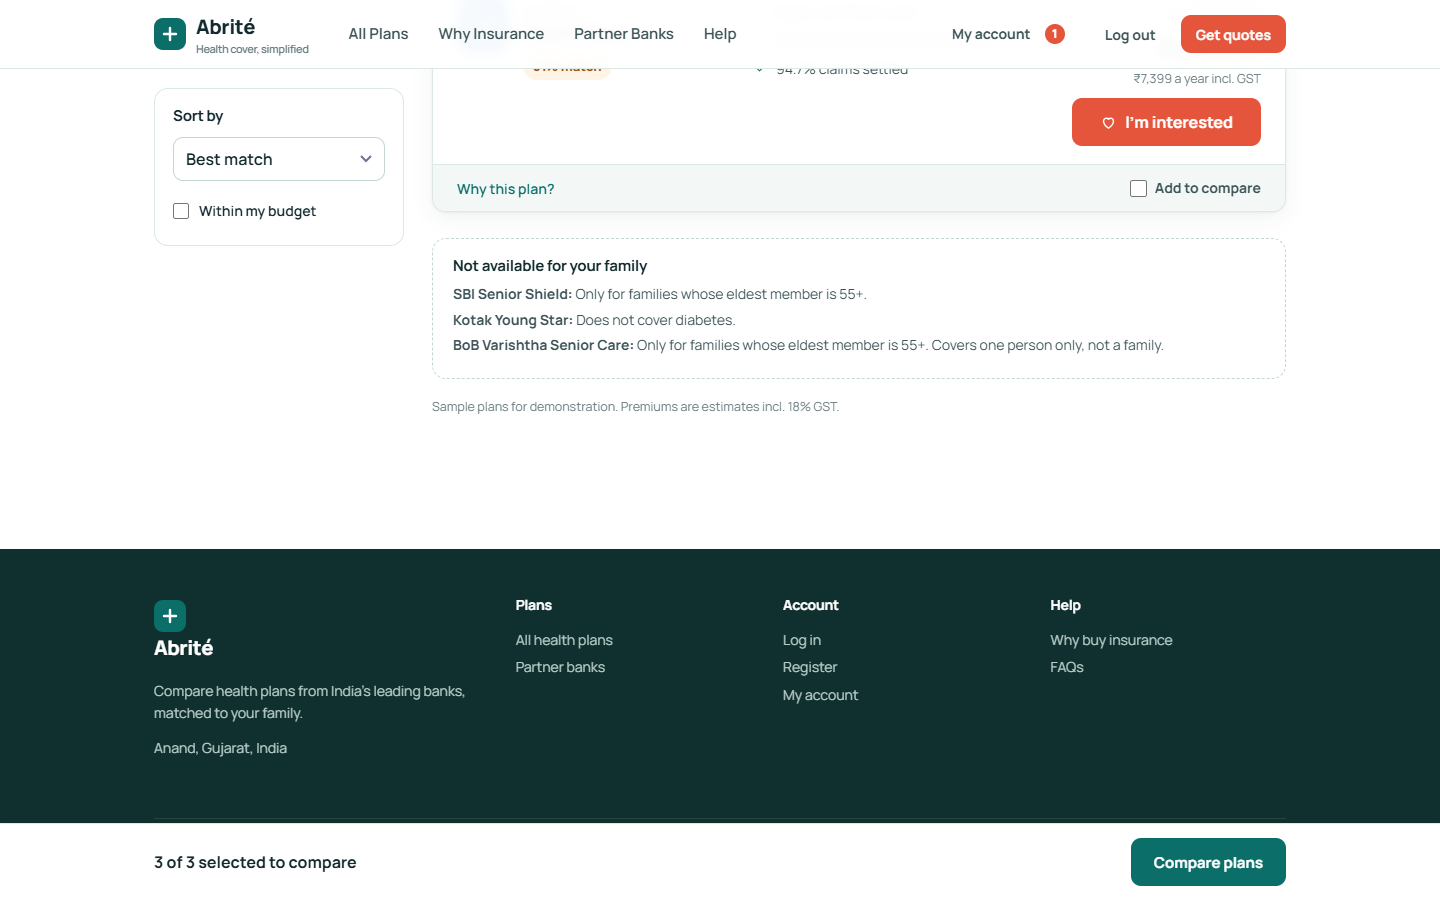 Abrité
Health cover, simplified
All Plans
Why Insurance
Partner Banks
Help
My account
1
Log out
Get quotes
94.7% claims settled
₹7,399 a year incl. GST
I'm interested
Why this plan?
Add to compare
Sort by
Best match
Within my budget
Not available for your family
SBI Senior Shield: Only for families whose eldest member is 55+.
Kotak Young Star: Does not cover diabetes.
BoB Varishtha Senior Care: Only for families whose eldest member is 55+. Covers one person only, not a family.
Sample plans for demonstration. Premiums are estimates incl. 18% GST.
Abrité
Compare health plans from India's leading banks,
matched to your family.
Anand, Gujarat, India
Plans
All health plans
Partner banks
Account
Log in
Register
My account
Help
Why buy insurance
FAQs
3 of 3 selected to compare
Compare plans